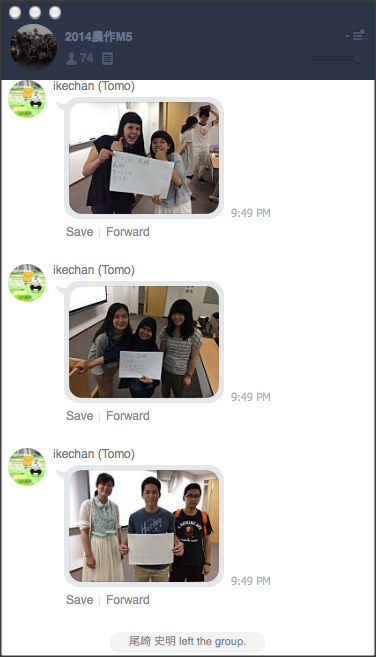 2014農作M5
74
ikechan (Tomo)
9:49 PM
Save | Forward
ikechan (Tomo)
9:49 PM
Save | Forward
ikechan (Tomo)
9:49 PM
Save | Forward
尾崎 史明 left the group.